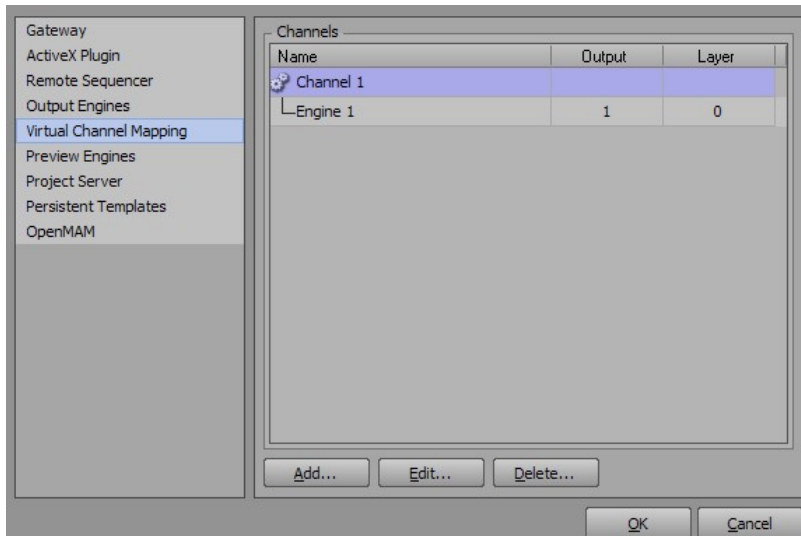 Gateway
ActiveX Plugin
Remote Sequencer
Output Engines
Virtual Channel Mapping
Preview Engines
Project Server
Persistent Templates
OpenMAM
Channels
Name Output Layer
Channel 1
Engine 1 1 0
Add... Edit... Delete...
OK Cancel